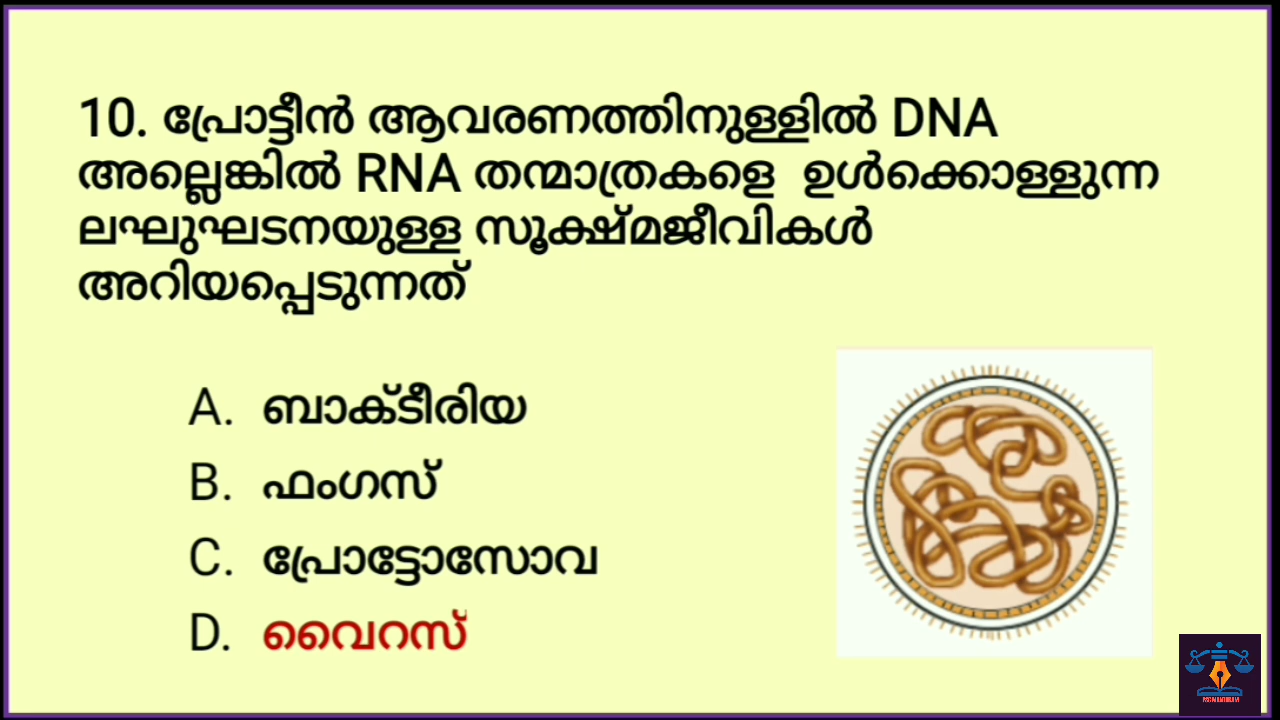 10. പ്രോട്ടീൻ ആവരണത്തിനുള്ളിൽ DNA
അല്ലെങ്കിൽ RNA തന്മാത്രകളെ ഉൾക്കൊള്ളുന്ന
ലഘുഘടനയുള്ള സൂക്ഷ്മജീവികൾ
അറിയപ്പെടുന്നത്
A. ബാക്ടീരിയ
B. ഫംഗസ്
C. പ്രോട്ടോസോവ
D. വൈറസ്